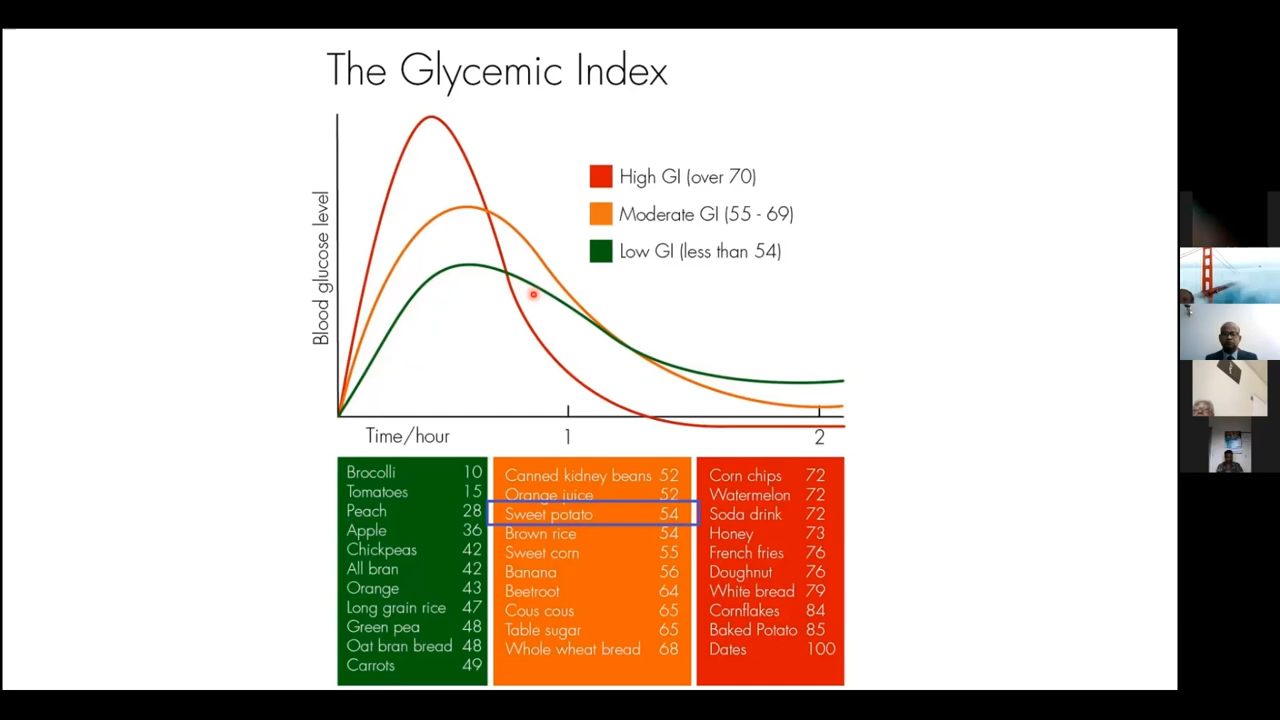 The Glycemic Index
Blood glucose level
High GI (over 70)
Moderate GI (55 - 69)
Low GI (less than 54)
Time/hour
1
2
Brocolli 10
Tomatoes 15
Peach 28
Apple 36
Chickpeas 42
All bran 42
Orange 43
Long grain rice 47
Green pea 48
Oat bran bread 48
Carrots 49
Canned kidney beans 52
Orange juice 52
Sweet potato 54
Brown rice 54
Sweet corn 55
Banana 56
Beetroot 64
Cous cous 65
Table sugar 65
Whole wheat bread 68
Corn chips 72
Watermelon 72
Soda drink 72
Honey 73
French fries 76
Doughnut 76
White bread 79
Cornflakes 84
Baked Potato 85
Dates 100